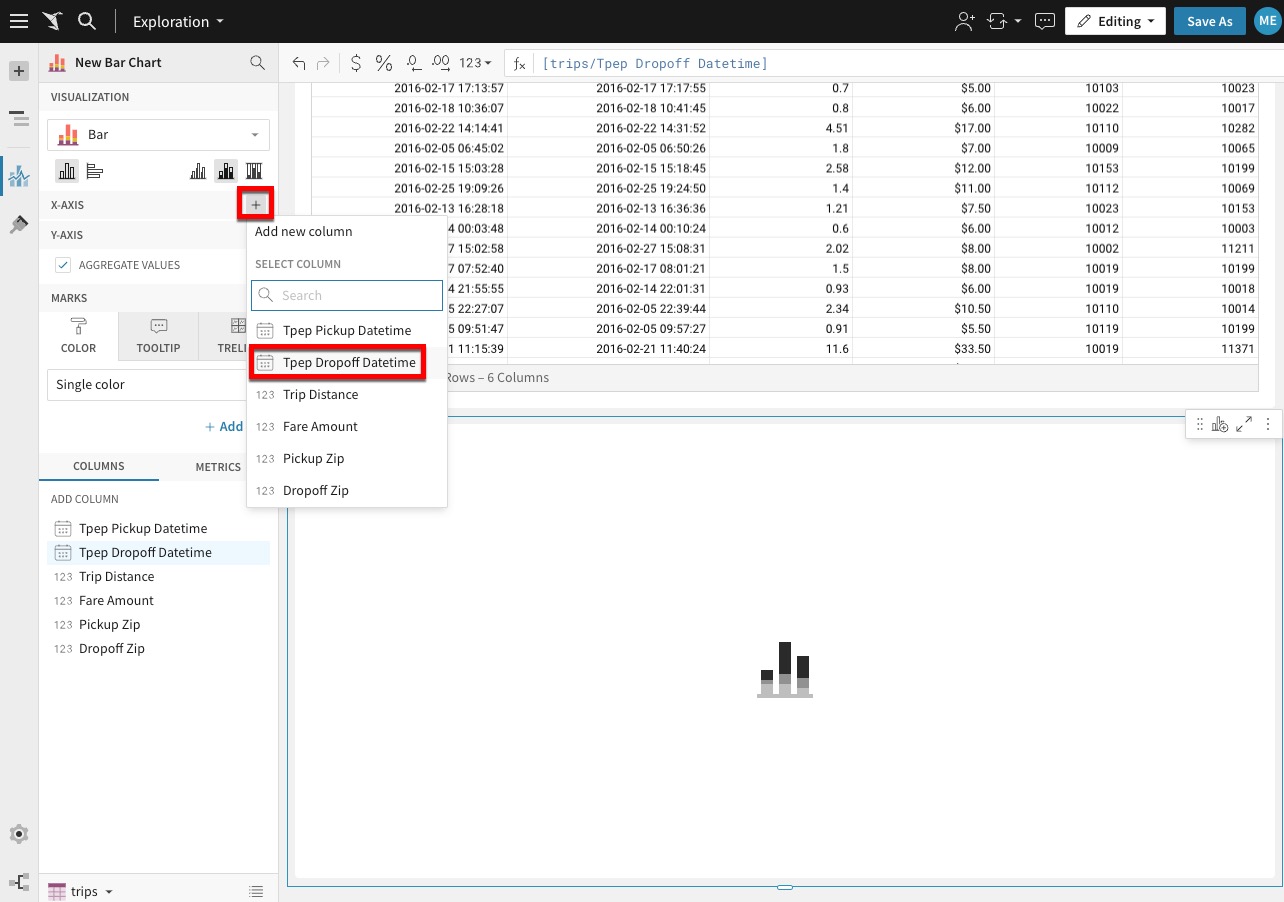 Exploration
Editing
Save As
ME
New Bar Chart
$ % .0 .00 123
fx [trips/Tpep Dropoff Datetime]
VISUALIZATION
Bar
X-AXIS
+
Y-AXIS
AGGREGATE VALUES
MARKS
COLOR
TOOLTIP
TRELL
Single color
+ Add
COLUMNS
METRICS
ADD COLUMN
Tpep Pickup Datetime
Tpep Dropoff Datetime
123 Trip Distance
123 Fare Amount
123 Pickup Zip
123 Dropoff Zip
trips
Add new column
SELECT COLUMN
Search
Tpep Pickup Datetime
Tpep Dropoff Datetime
123 Trip Distance
123 Fare Amount
123 Pickup Zip
123 Dropoff Zip
2016-02-17 17:13:57 2016-02-17 17:17:55 0.7 $5.00 10103 10023
2016-02-18 10:36:07 2016-02-18 10:41:45 0.8 $6.00 10022 10017
2016-02-22 14:14:41 2016-02-22 14:31:52 4.51 $17.00 10110 10282
2016-02-05 06:45:02 2016-02-05 06:50:26 1.8 $7.00 10009 10065
2016-02-15 15:03:28 2016-02-15 15:18:45 2.58 $12.00 10153 10199
2016-02-25 19:09:26 2016-02-25 19:24:50 1.4 $11.00 10112 10069
2016-02-13 16:28:18 2016-02-13 16:36:36 1.21 $7.50 10023 10153
4 00:03:48 2016-02-14 00:10:24 0.6 $6.00 10012 10003
7 15:02:58 2016-02-27 15:08:31 2.02 $8.00 10002 11211
7 07:52:40 2016-02-17 08:01:21 1.5 $8.00 10019 10199
4 21:55:55 2016-02-14 22:01:31 0.93 $6.00 10019 10018
5 22:27:07 2016-02-05 22:39:44 2.34 $10.50 10110 10014
5 09:51:47 2016-02-05 09:57:27 0.91 $5.50 10119 10199
1 11:15:39 2016-02-21 11:40:24 11.6 $33.50 10019 11371
Rows – 6 Columns